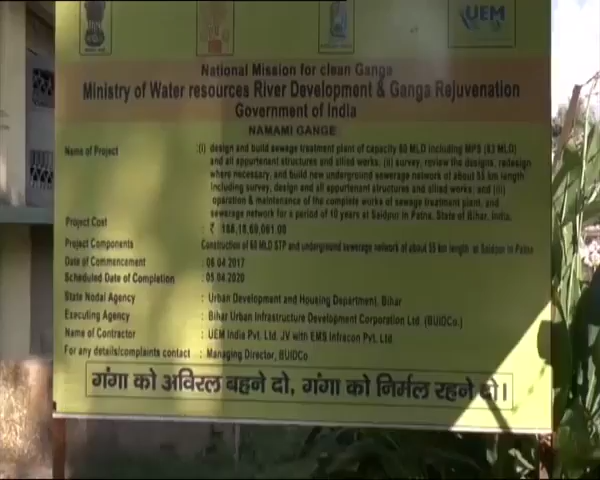 UEM
National Mission for clean Ganga
Ministry of Water resources River Development & Ganga Rejuvenation
Government of India
NAMAMI GANGE
Name of Project :(i) design and build sewage treatment plant of capacity 60 MLD including MPS (83 MLD)
and all appurtenent structures and allied works; (ii) survey, review the designs, redesign
where necessary, and build new underground sewerage network of about 55 km length
including survey, design and all appurtenent structures and allied works; and (iii)
operation & maintenance of the complete works of sewage treatment plant, and
sewerage network for a period of 10 years at Saidpur in Patna, State of Bihar, India.
Project Cost : ₹ 184,18,69,061.00
Project Components Construction of 60 MLD STP and underground sewerage network of about 55 km length at Saidpur in Patna
Date of Commencement : 06.04.2017
Scheduled Date of Completion : 05.04.2020
State Nodal Agency : Urban Development and Housing Department, Bihar
Executing Agency : Bihar Urban Infrastructure Development Corporation Ltd. (BUIDCo.)
Name of Contractor : UEM India Pvt. Ltd. JV with EMS Infracon Pvt. Ltd
For any details/complaints contact : Managing Director, BUIDCo
गंगा को अविरल बहने दो, गंगा को निर्मल रहने दो।